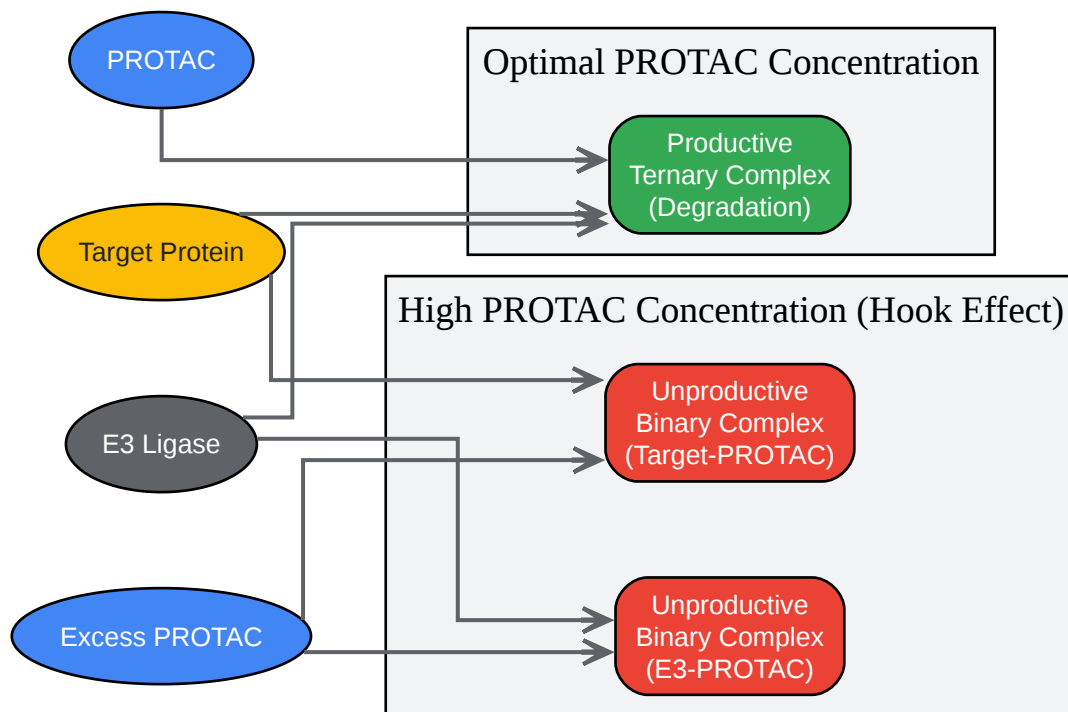 PROTAC
Optimal PROTAC Concentration
Productive
Ternary Complex
(Degradation)
Target Protein
High PROTAC Concentration (Hook Effect)
Unproductive
Binary Complex
(Target-PROTAC)
E3 Ligase
Excess PROTAC
Unproductive
Binary Complex
(E3-PROTAC)